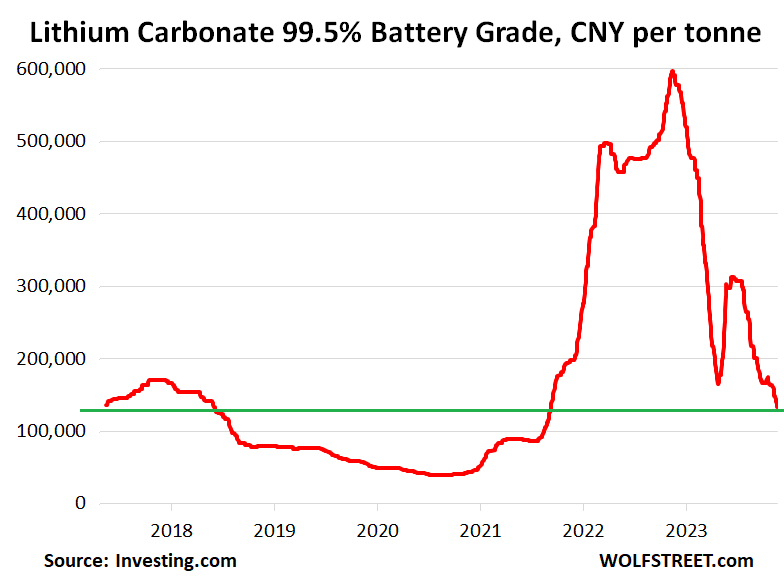 Lithium Carbonate 99.5% Battery Grade, CNY per tonne
600,000
500,000
400,000
300,000
200,000
100,000
0
2018 2019 2020 2021 2022 2023
Source: Investing.com WOLFSTREET.com